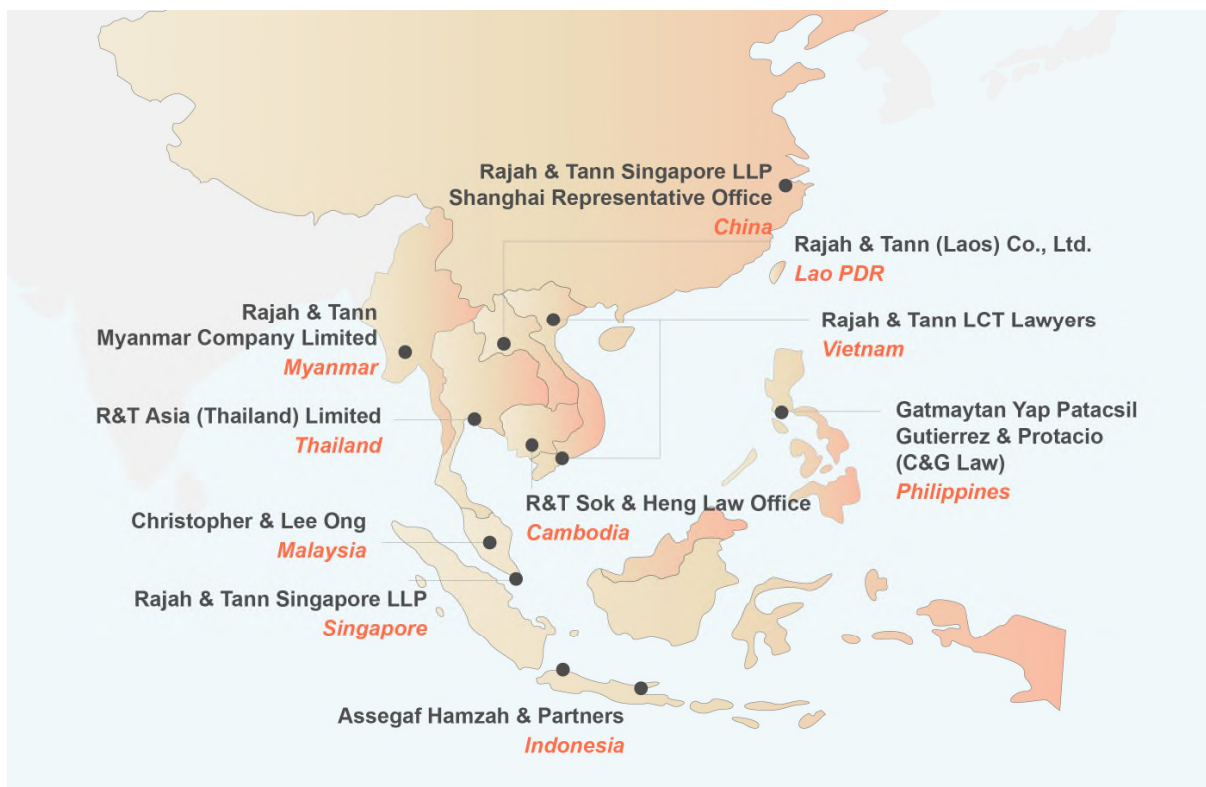 Rajah & Tann Singapore LLP
Shanghai Representative Office
China
Rajah & Tann (Laos) Co., Ltd.
Lao PDR
Rajah & Tann
Myanmar Company Limited
Myanmar
Rajah & Tann LCT Lawyers
Vietnam
R&T Asia (Thailand) Limited
Thailand
Gatmaytan Yap Patacsil
Gutierrez & Protacio
(C&G Law)
Philippines
R&T Sok & Heng Law Office
Cambodia
Christopher & Lee Ong
Malaysia
Rajah & Tann Singapore LLP
Singapore
Assegaf Hamzah & Partners
Indonesia